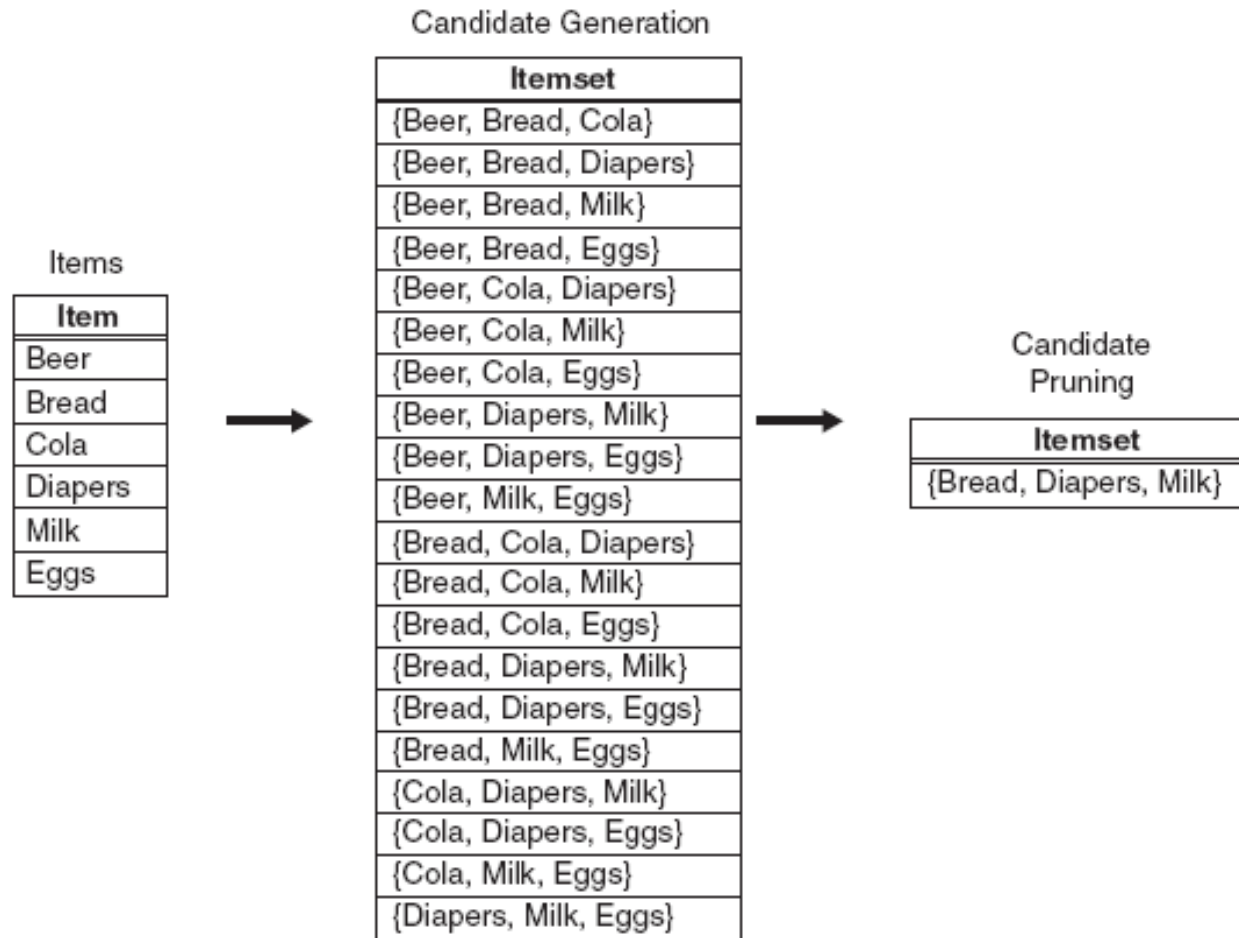 Candidate Generation
Itemset
{Beer, Bread, Cola}
{Beer, Bread, Diapers}
{Beer, Bread, Milk}
{Beer, Bread, Eggs}
{Beer, Cola, Diapers}
{Beer, Cola, Milk}
{Beer, Cola, Eggs}
{Beer, Diapers, Milk}
{Beer, Diapers, Eggs}
{Beer, Milk, Eggs}
{Bread, Cola, Diapers}
{Bread, Cola, Milk}
{Bread, Cola, Eggs}
{Bread, Diapers, Milk}
{Bread, Diapers, Eggs}
{Bread, Milk, Eggs}
{Cola, Diapers, Milk}
{Cola, Diapers, Eggs}
{Cola, Milk, Eggs}
{Diapers, Milk, Eggs}
Items
Item
Beer
Bread
Cola
Diapers
Milk
Eggs
Candidate
Pruning
Itemset
{Bread, Diapers, Milk}